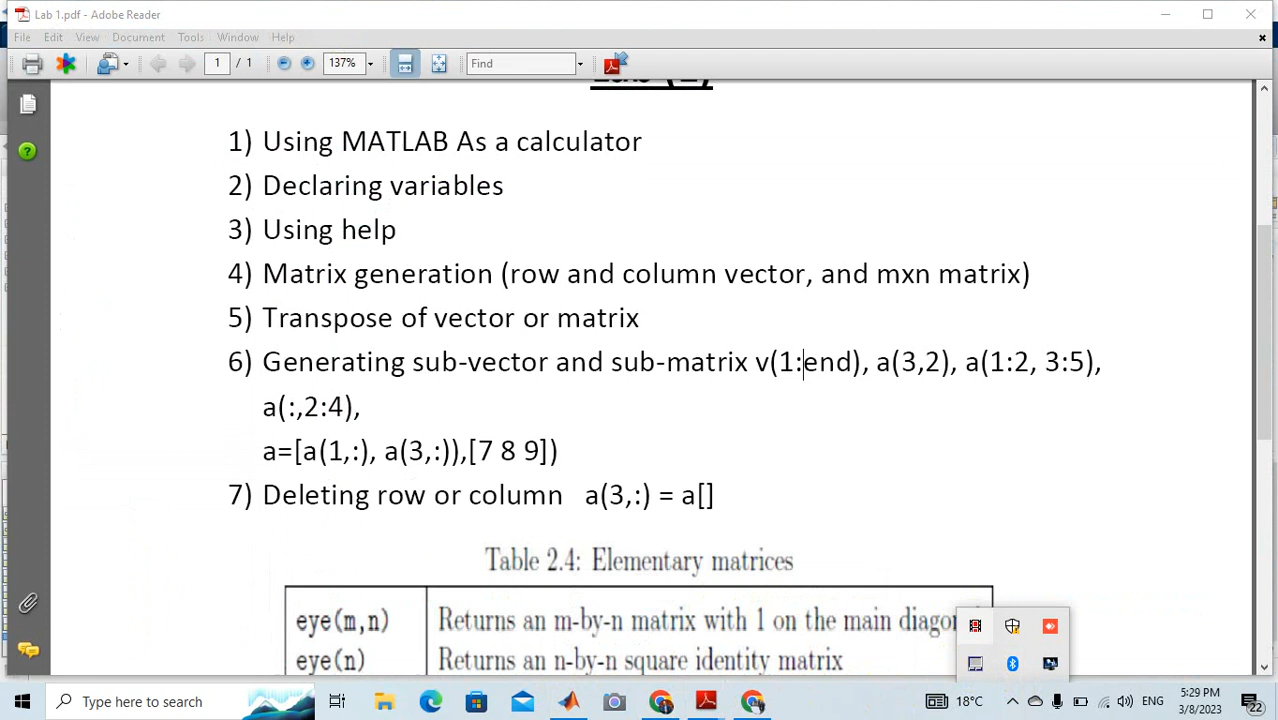 Lab 1.pdf - Adobe Reader
File Edit View Document Tools Window Help
1 / 1 137% Find
1) Using MATLAB As a calculator
2) Declaring variables
3) Using help
4) Matrix generation (row and column vector, and mxn matrix)
5) Transpose of vector or matrix
6) Generating sub-vector and sub-matrix v(1:end), a(3,2), a(1:2, 3:5),
a(:,2:4),
a=[a(1,:), a(3,:)),[7 8 9])
7) Deleting row or column a(3,:) = a[]
Table 2.4: Elementary matrices
eye(m,n) Returns an m-by-n matrix with 1 on the main
eye(n) Returns an n-by-n square identity matrix
Type here to search
18°C ENG 5:29 PM 3/8/2023 22